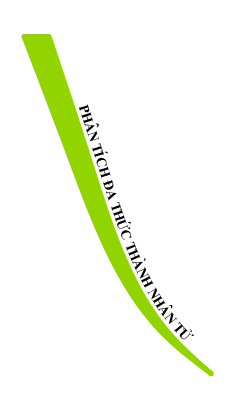 PHÂN TÍCH ĐA THỨC THÀNH NHÂN TỬ